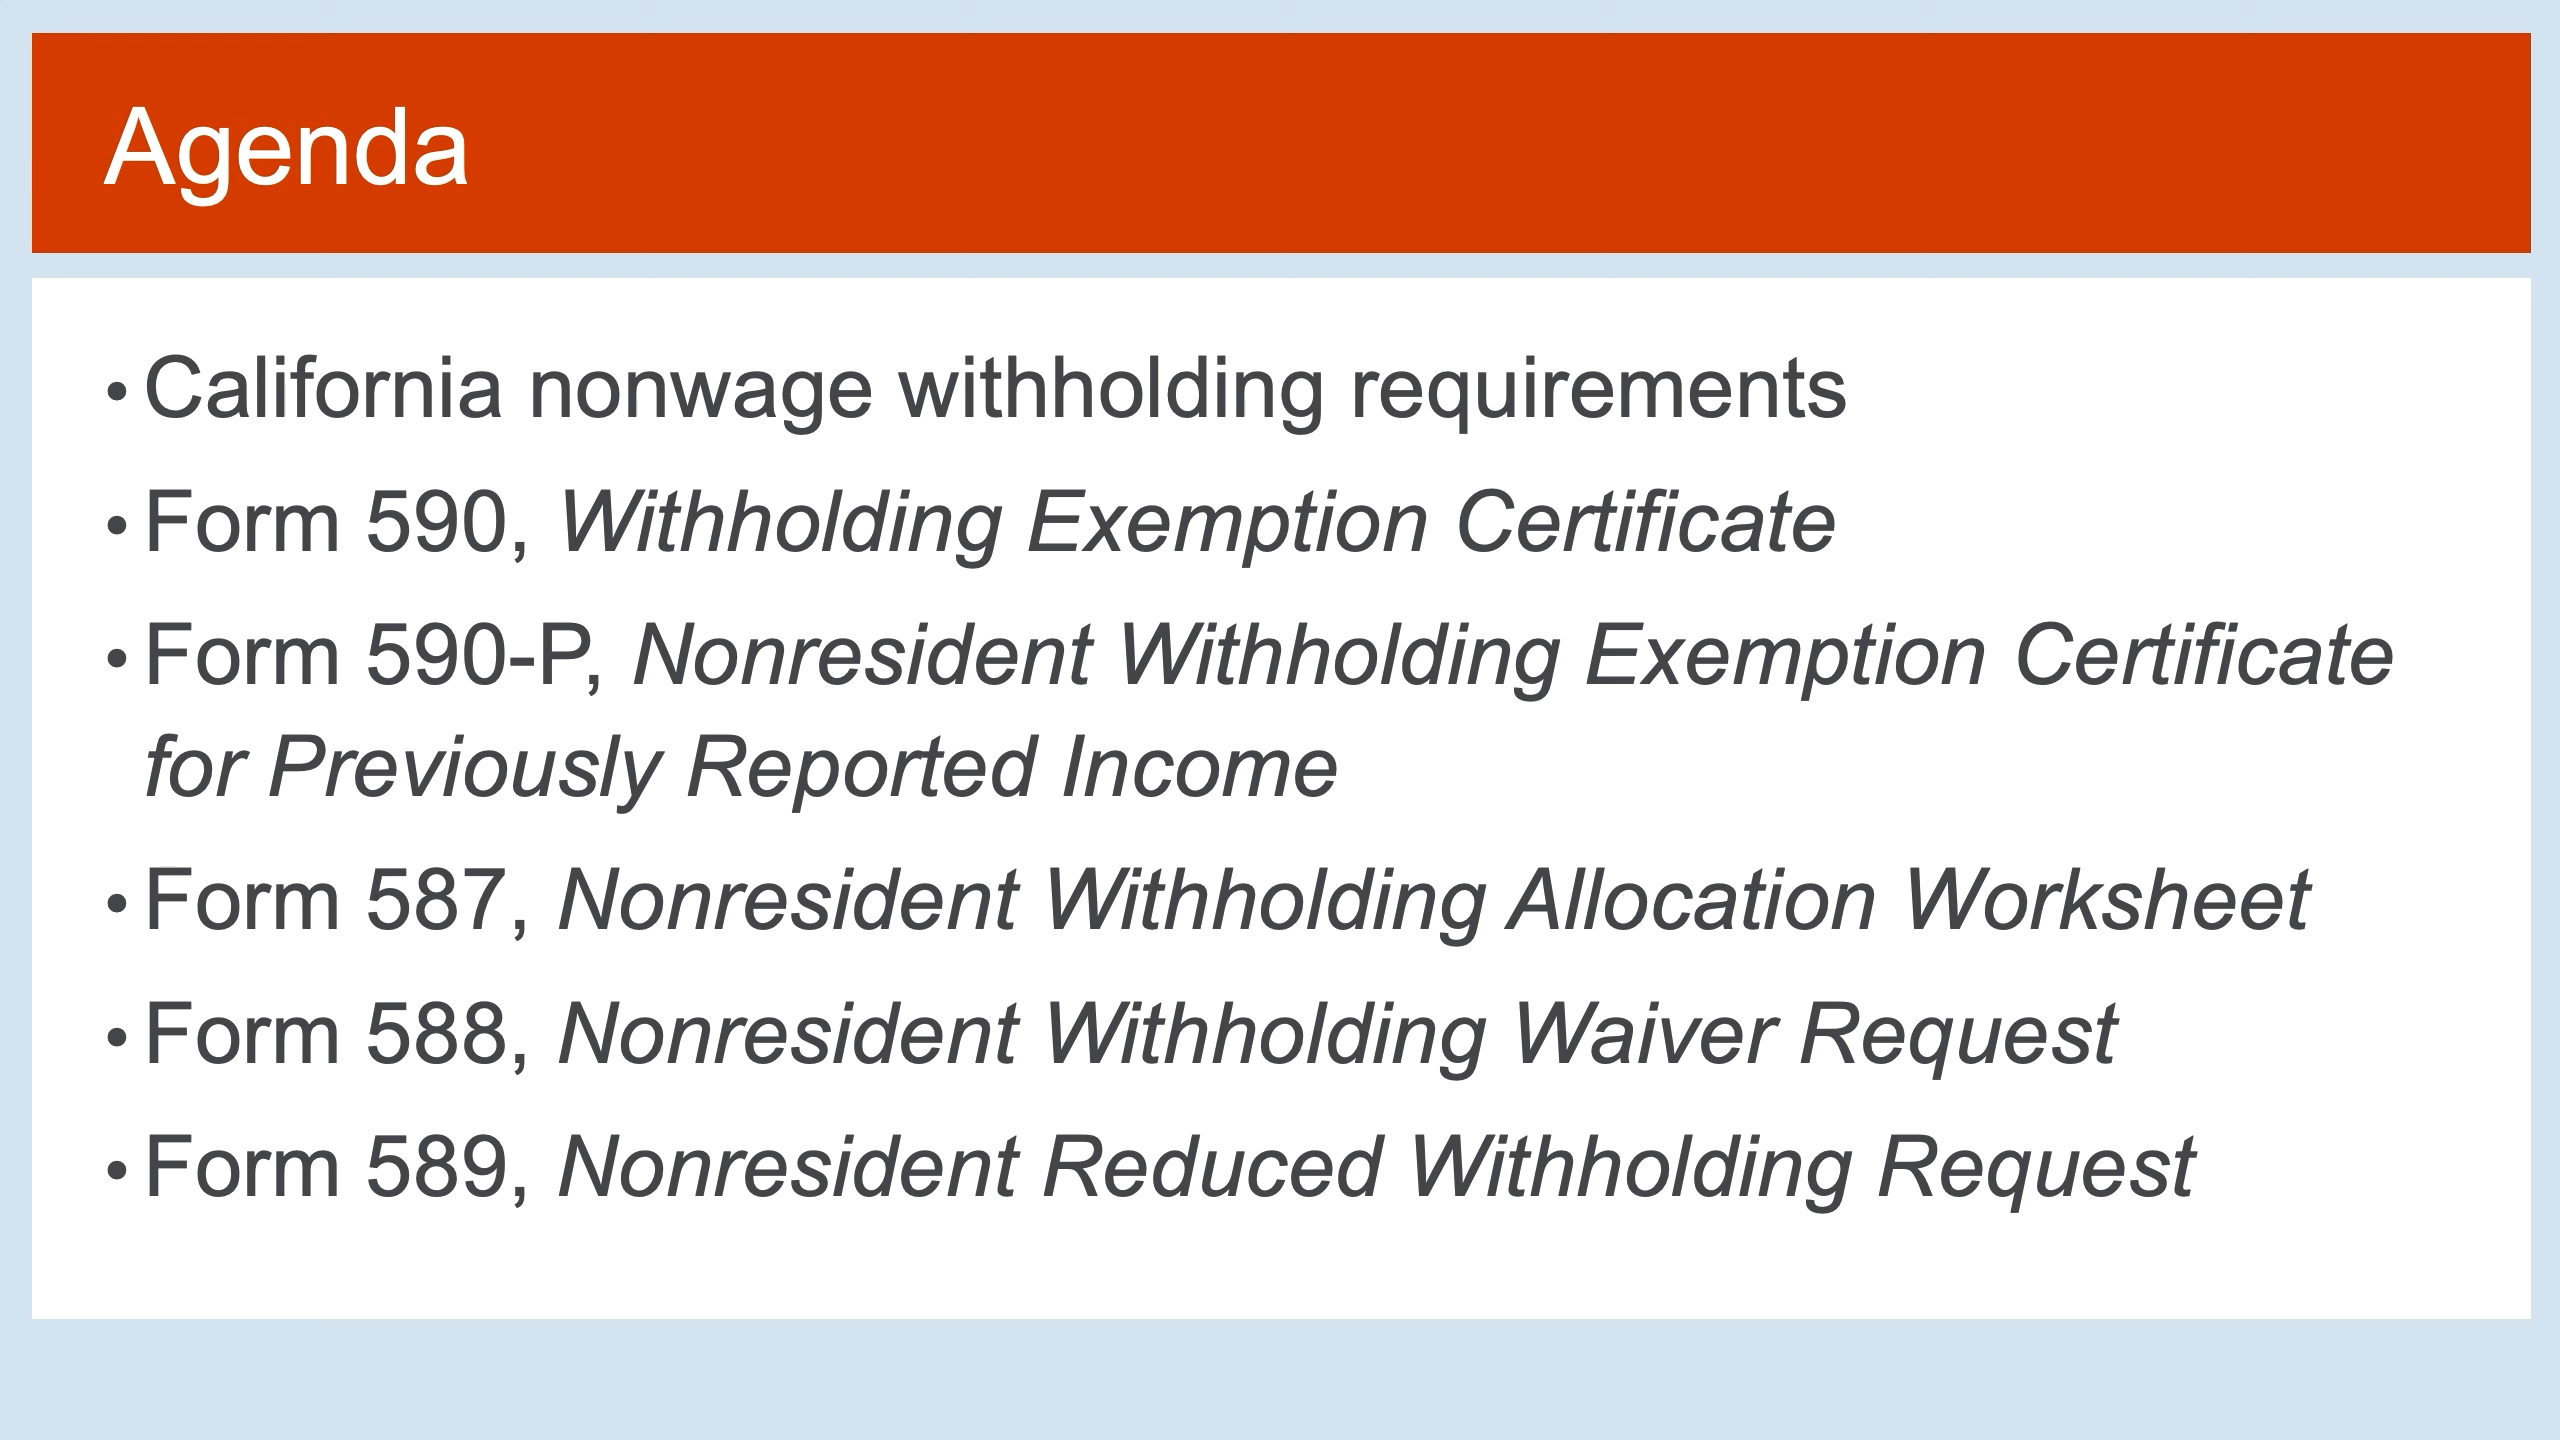 Agenda
• California nonwage withholding requirements
• Form 590, Withholding Exemption Certificate
• Form 590-P, Nonresident Withholding Exemption Certificate
for Previously Reported Income
• Form 587, Nonresident Withholding Allocation Worksheet
• Form 588, Nonresident Withholding Waiver Request
• Form 589, Nonresident Reduced Withholding Request